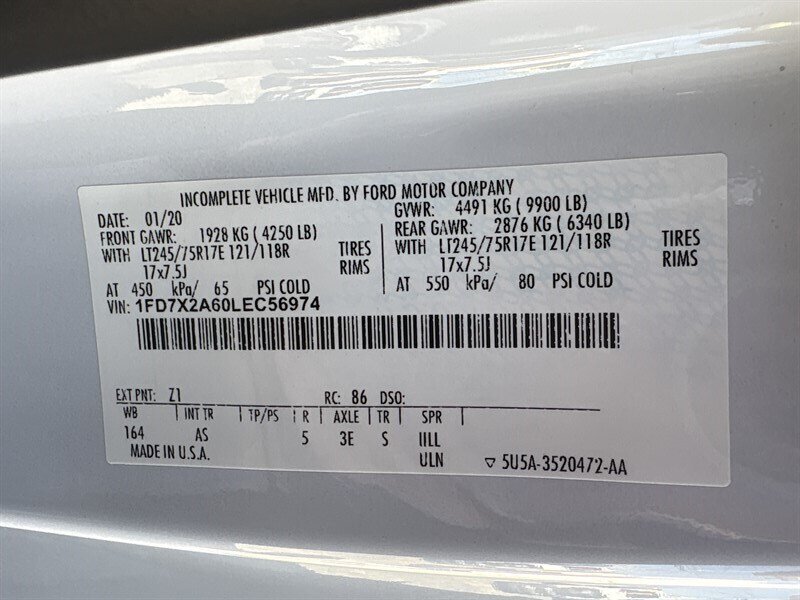 INCOMPLETE VEHICLE MFD. BY FORD MOTOR COMPANY
DATE: 01/20 GVWR: 4491 KG ( 9900 LB)
FRONT GAWR: 1928 KG ( 4250 LB) REAR GAWR: 2876 KG ( 6340 LB)
WITH LT245/75R17E 121/118R TIRES WITH LT245/75R17E 121/118R TIRES
17x7.5J RIMS 17x7.5J RIMS
AT 450 kPa/ 65 PSI COLD AT 550 kPa/ 80 PSI COLD
VIN: 1FD7X2A60LEC56974
EXT PNT: Z1 RC: 86 DSO:
WB INT TR TP/PS R AXLE TR SPR
164 AS 5 3E S IILL
MADE IN U.S.A. ULN ▽ 5U5A-3520472-AA